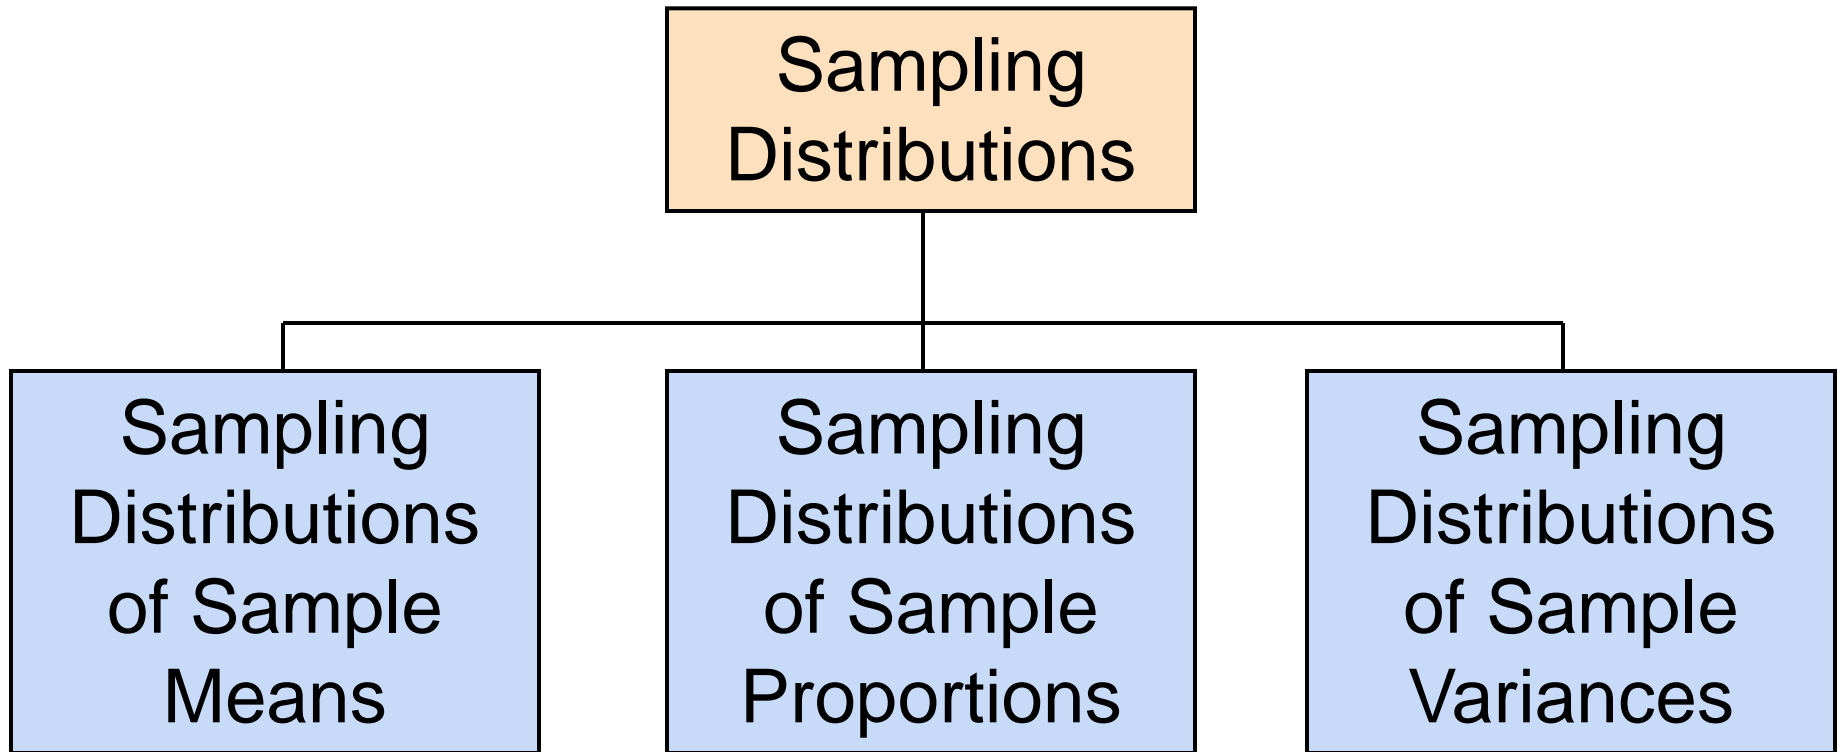 Sampling
Distributions
Sampling
Distributions
of Sample
Means
Sampling
Distributions
of Sample
Proportions
Sampling
Distributions
of Sample
Variances